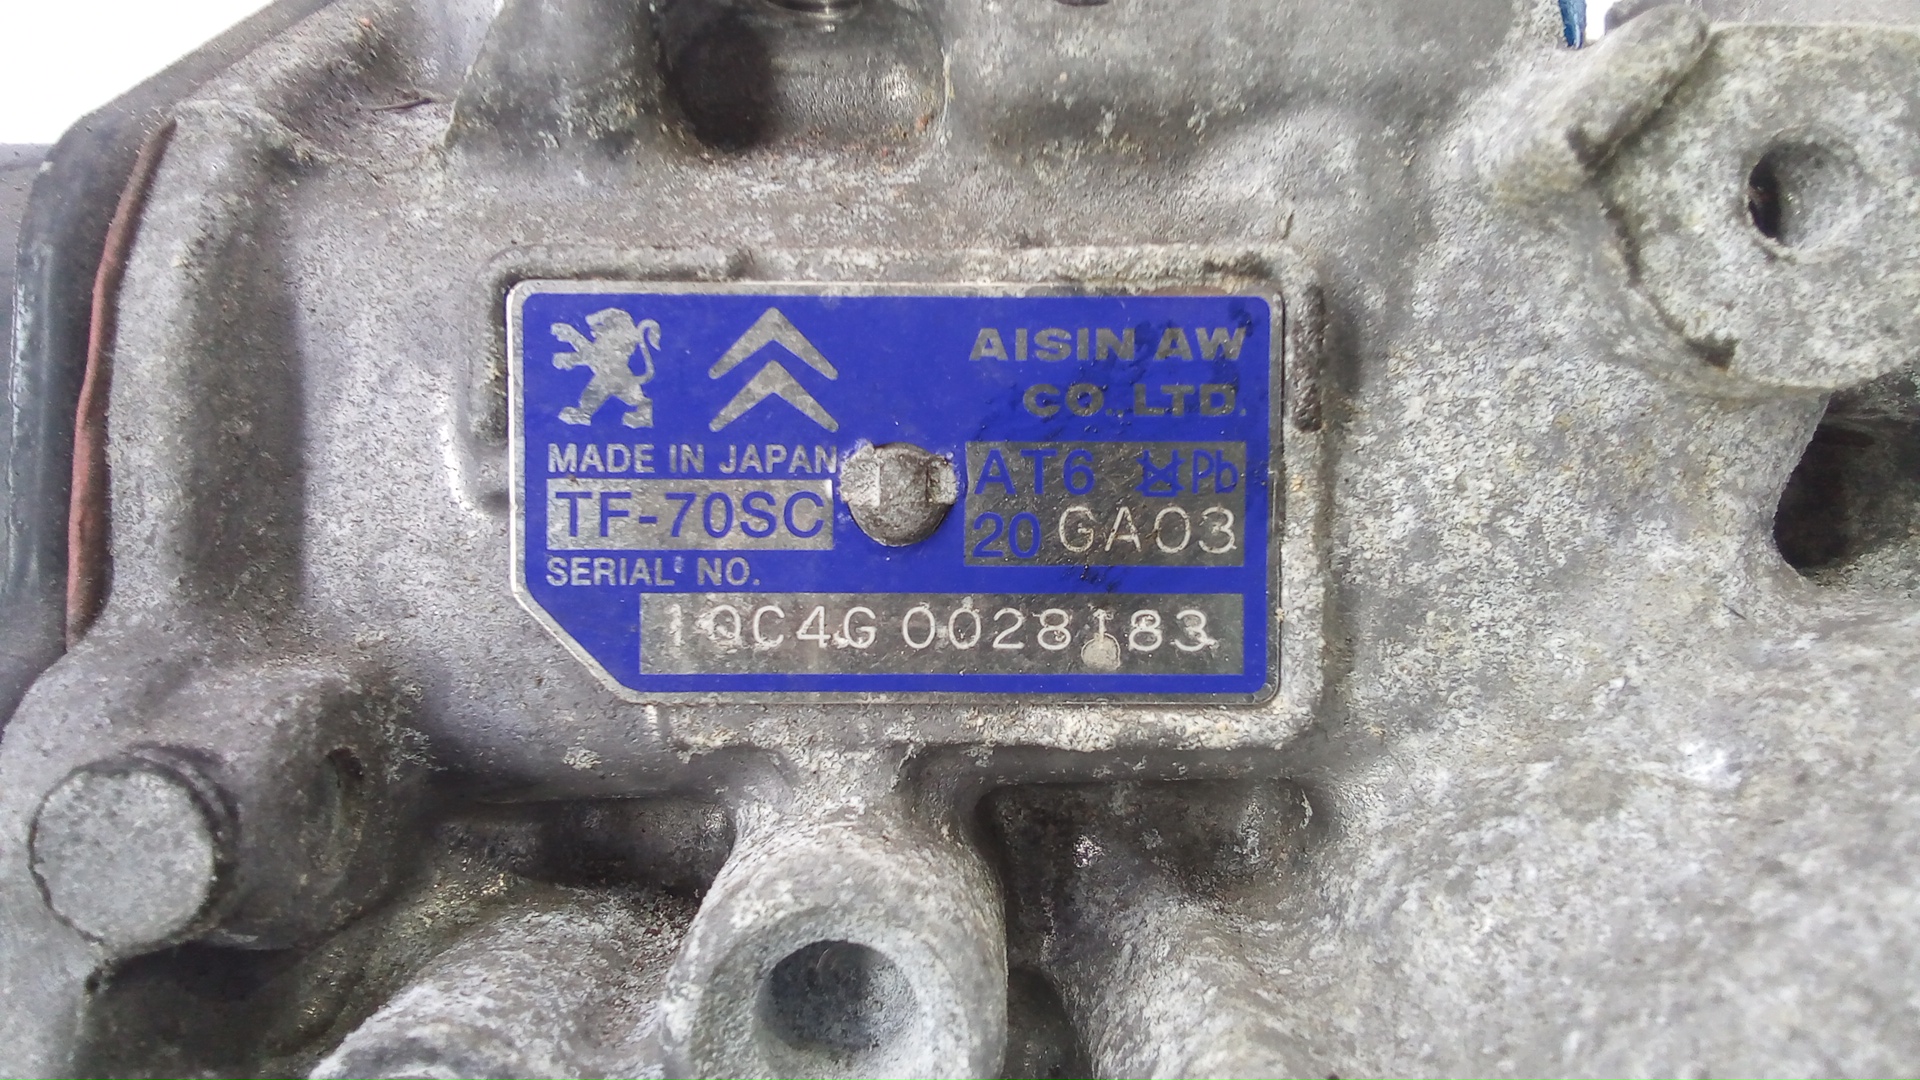 AISIN AW
CO.,LTD.
MADE IN JAPAN
TF-70SC
AT6 Pb
20 GA03
SERIAL NO.
1QC4G 0028183